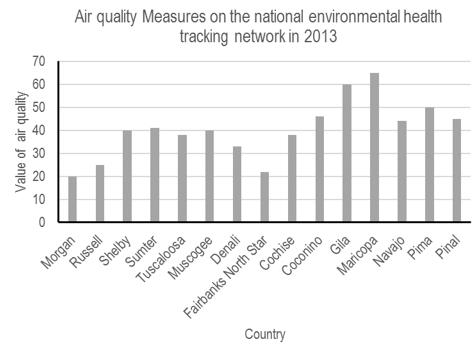 Air quality Measures on the national environmental health
tracking network in 2013
Value of air quality
70
60
50
40
30
20
10
0
Morgan
Russell
Shelby
Sumter
Tuscaloosa
Muscogee
Denali
Fairbanks North Star
Cochise
Coconino
Gila
Maricopa
Navajo
Pima
Pinal
Country